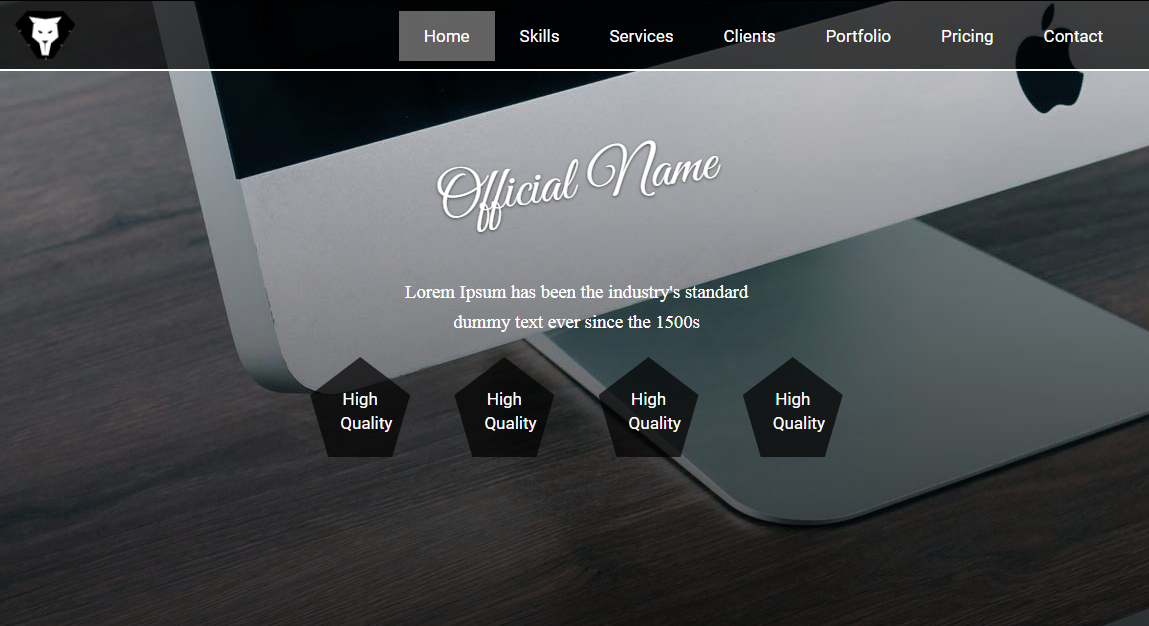 Home Skills Services Clients Portfolio Pricing Contact
Official Name
Lorem Ipsum has been the industry's standard
dummy text ever since the 1500s
High
Quality
High
Quality
High
Quality
High
Quality